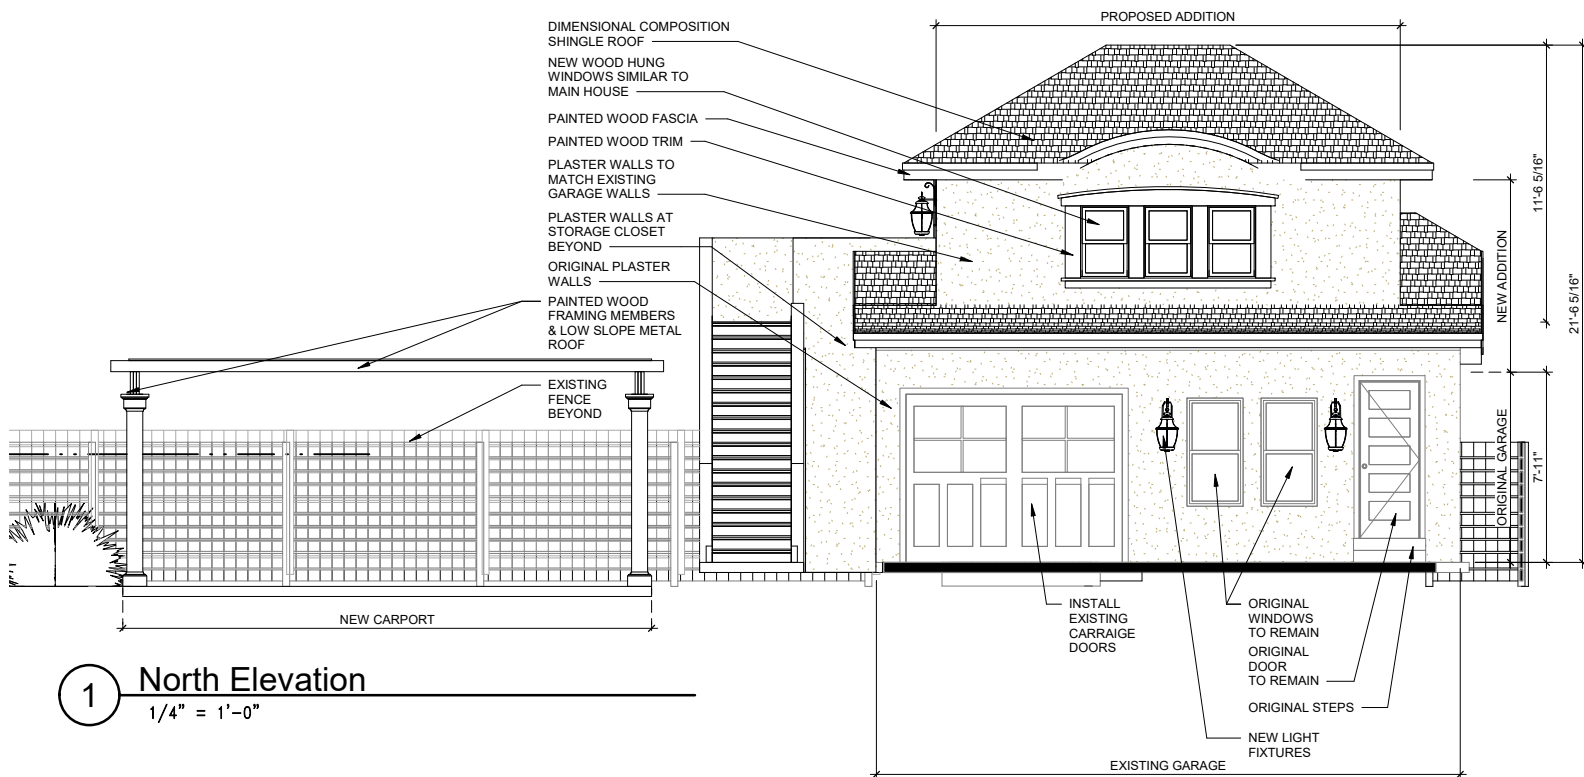 PROPOSED ADDITION
DIMENSIONAL COMPOSITION
SHINGLE ROOF
NEW WOOD HUNG
WINDOWS SIMILAR TO
MAIN HOUSE
PAINTED WOOD FASCIA
PAINTED WOOD TRIM
PLASTER WALLS TO
MATCH EXISTING
GARAGE WALLS
PLASTER WALLS AT
STORAGE CLOSET
BEYOND
ORIGINAL PLASTER
WALLS
PAINTED WOOD
FRAMING MEMBERS
& LOW SLOPE METAL
ROOF
EXISTING
FENCE
BEYOND
11'-6 5/16"
NEW ADDITION
21'-6 5/16"
ORIGINAL GARAGE
7'-11"
NEW CARPORT
INSTALL
EXISTING
CARRAIGE
DOORS
ORIGINAL
WINDOWS
TO REMAIN
ORIGINAL
DOOR
TO REMAIN
ORIGINAL STEPS
NEW LIGHT
FIXTURES
EXISTING GARAGE
1 North Elevation
1/4" = 1'-0"